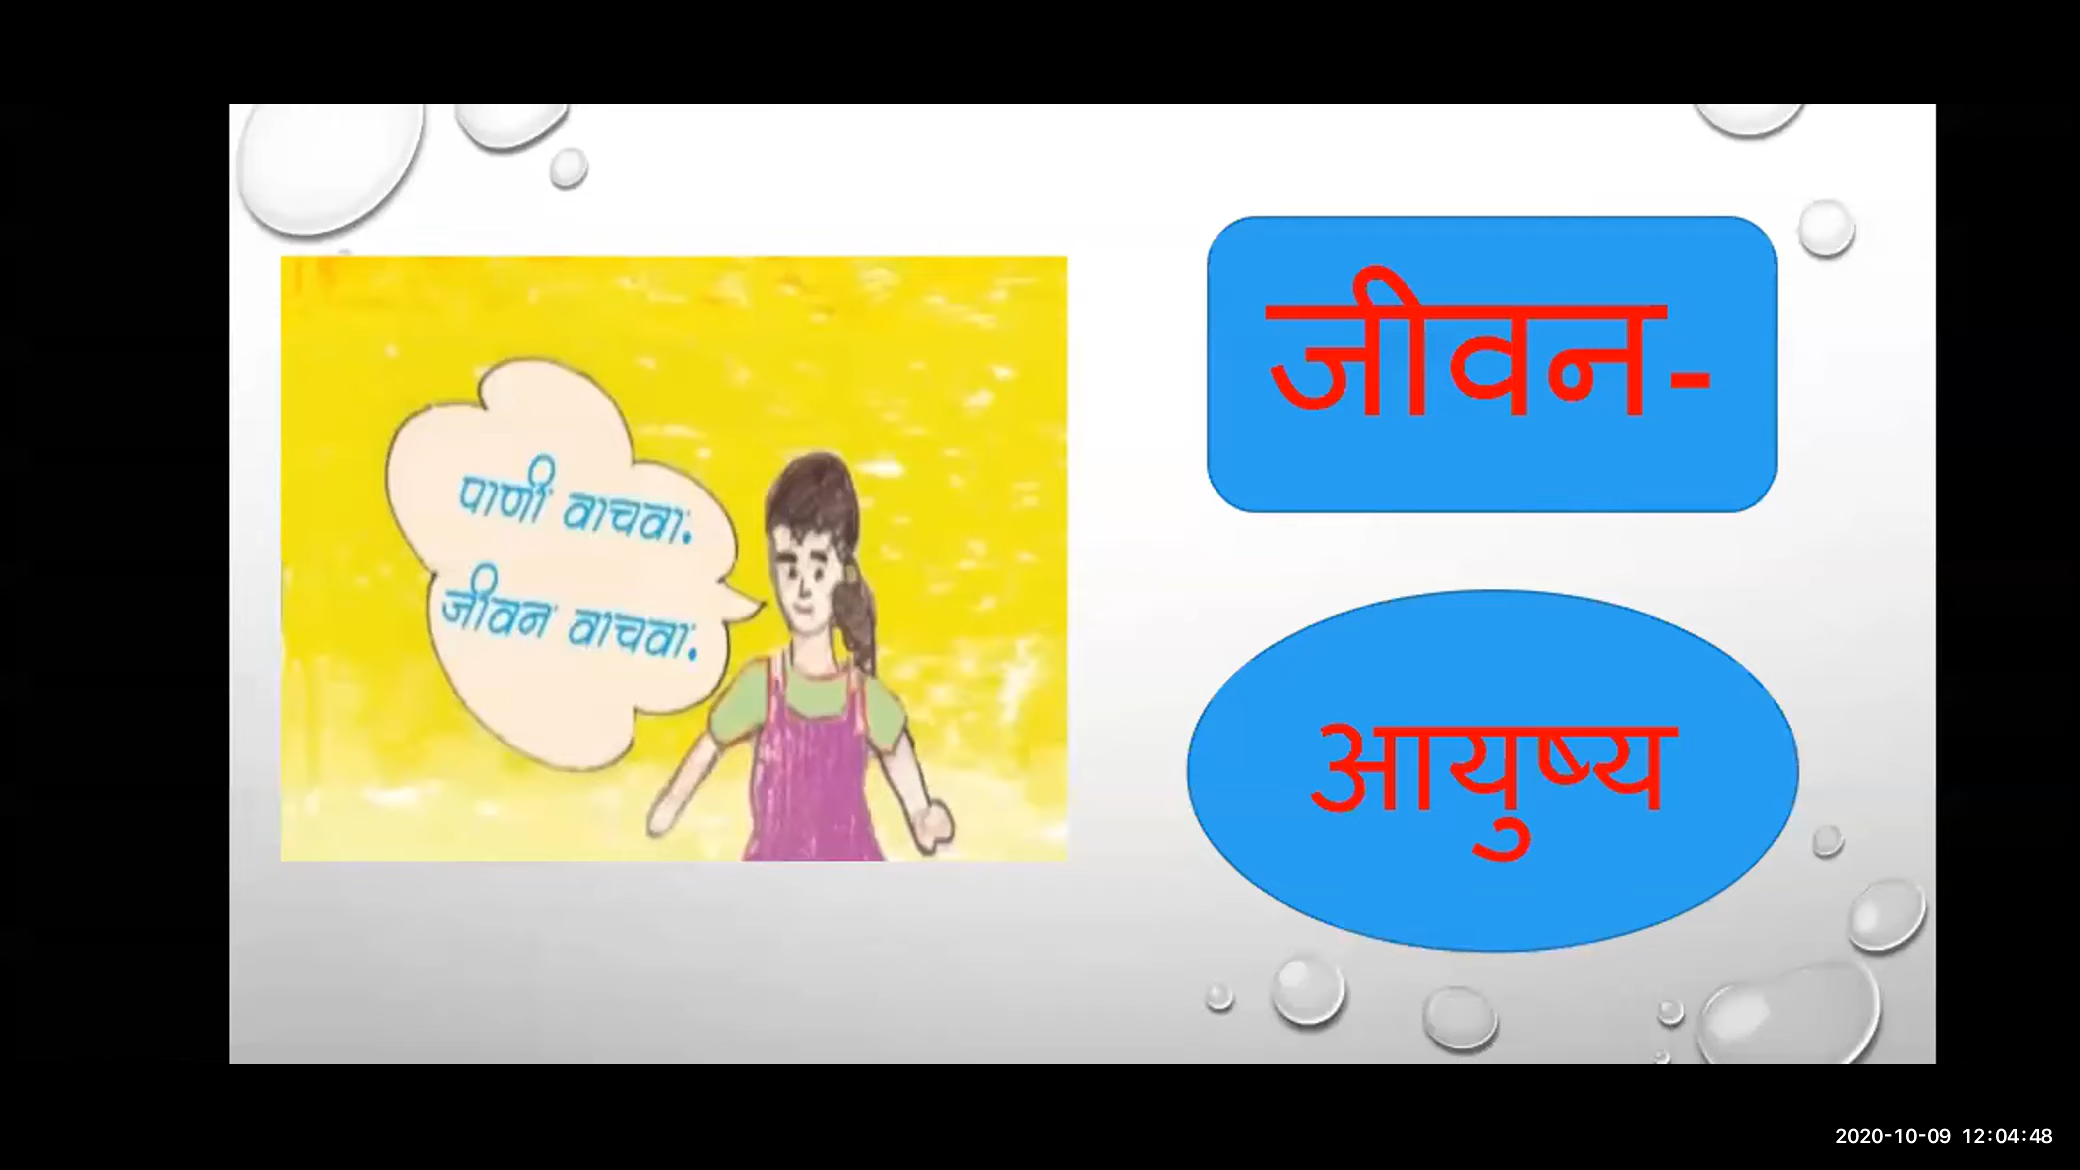 पाणी वाचवा.
जीवन वाचवा.
जीवन-
आयुष्य
2020-10-09 12:04:48